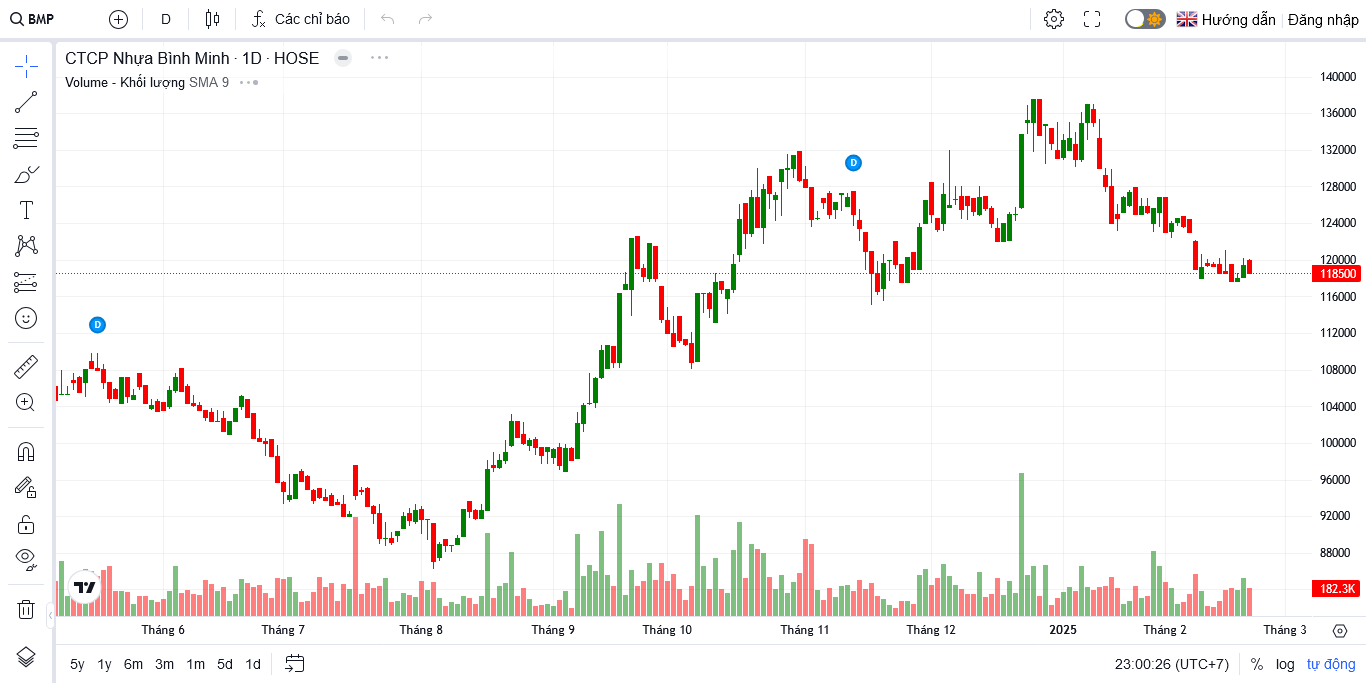 BMP D Các chỉ báo Hướng dẫn Đăng nhập
CTCP Nhựa Bình Minh · 1D · HOSE
Volume - Khối lượng SMA 9
D
D
140000
136000
132000
128000
124000
120000
118500
116000
112000
108000
104000
100000
96000
92000
88000
182.3K
Tháng 6 Tháng 7 Tháng 8 Tháng 9 Tháng 10 Tháng 11 Tháng 12 2025 Tháng 2 Tháng 3
5y 1y 6m 3m 1m 5d 1d 23:00:26 (UTC+7) % log tự động